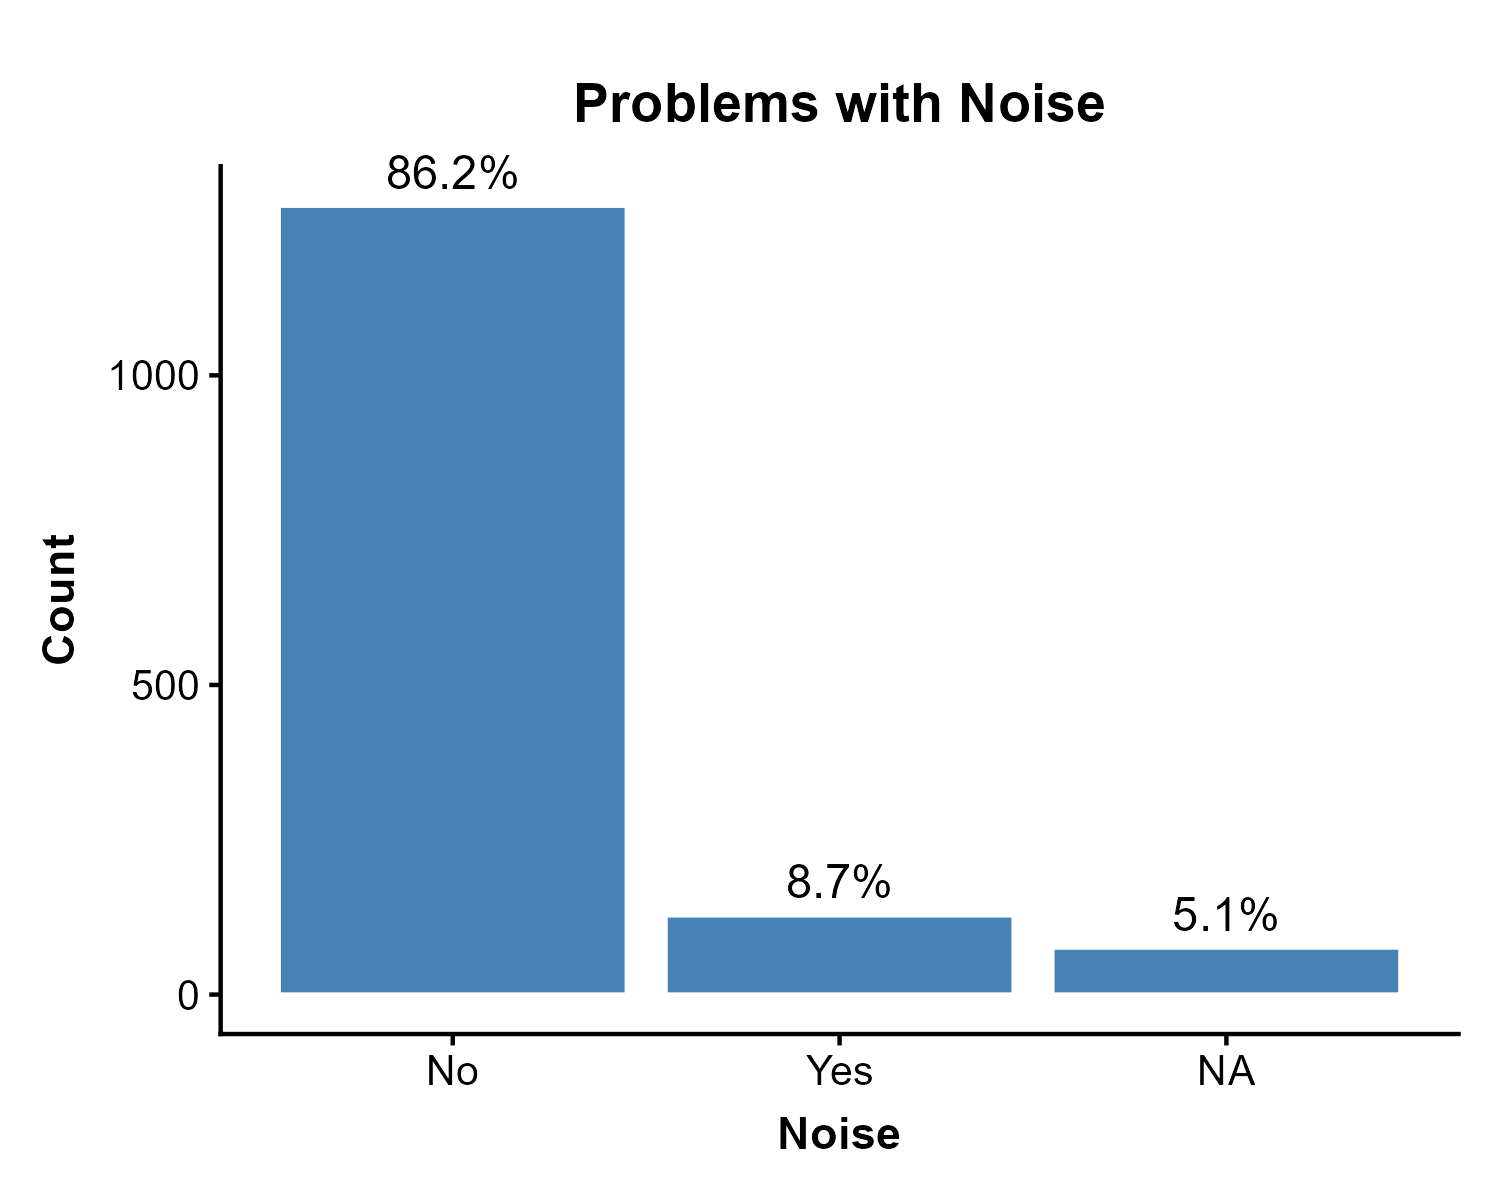 Problems with Noise
86.2%
8.7%
5.1%
1000
500
0
Count
No
Yes
NA
Noise